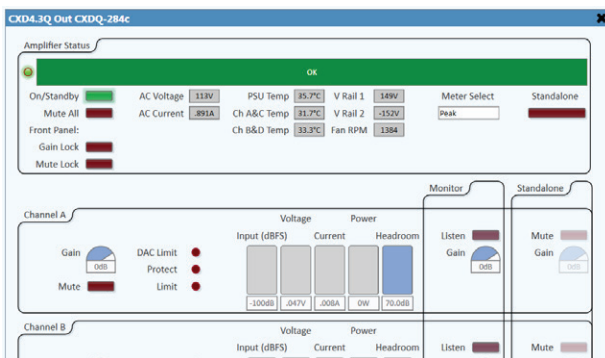 CXD4.3Q Out CXDQ-284c
Amplifier Status
OK
On/Standby AC Voltage 113V PSU Temp 35.7°C V Rail 1 149V Meter Select Standalone
Mute All AC Current .891A Ch A&C Temp 31.7°C V Rail 2 -152V Peak
Front Panel: Ch B&D Temp 33.3°C Fan RPM 1384
Gain Lock
Mute Lock
Monitor Standalone
Channel A
Voltage Power
Input (dBFS) Current Headroom Listen Mute
Gain DAC Limit Gain Gain
0dB Protect 0dB 0dB
Mute Limit
-100dB .047V .008A 0W 70.0dB
Channel B
Voltage Power
Input (dBFS) Current Headroom Listen Mute